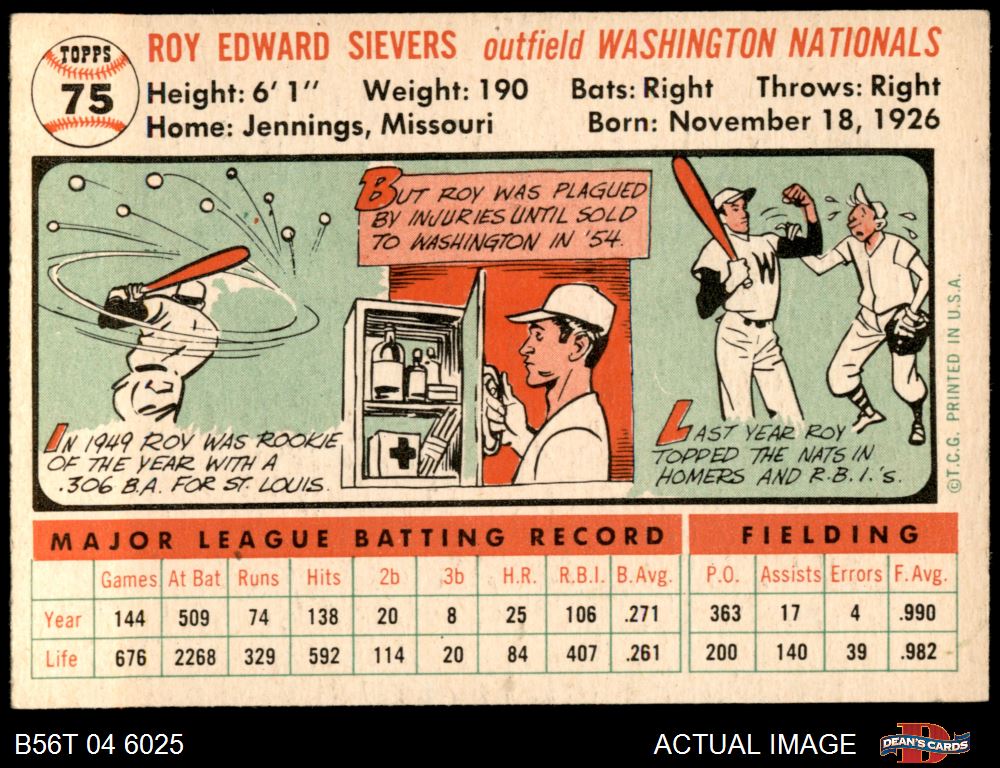 TOPPS
75
ROY EDWARD SIEVERS outfield WASHINGTON NATIONALS
Height: 6' 1" Weight: 190 Bats: Right Throws: Right
Home: Jennings, Missouri Born: November 18, 1926
IN 1949 ROY WAS ROOKIE
OF THE YEAR WITH A
.306 B.A. FOR ST. LOUIS.
BUT ROY WAS PLAGUED
BY INJURIES UNTIL SOLD
TO WASHINGTON IN '54.
W
LAST YEAR ROY
TOPPED THE NATS IN
HOMERS AND R.B.I.'s.
©T.C.G. PRINTED IN U.S.A.
MAJOR LEAGUE BATTING RECORD FIELDING
Games At Bat Runs Hits 2b 3b H.R. R.B.I. B.Avg. P.O. Assists Errors F.Avg.
Year 144 509 74 138 20 8 25 106 .271 363 17 4 .990
Life 676 2268 329 592 114 20 84 407 .261 200 140 39 .982
B56T 04 6025 ACTUAL IMAGE
D
DEAN'S CARDS